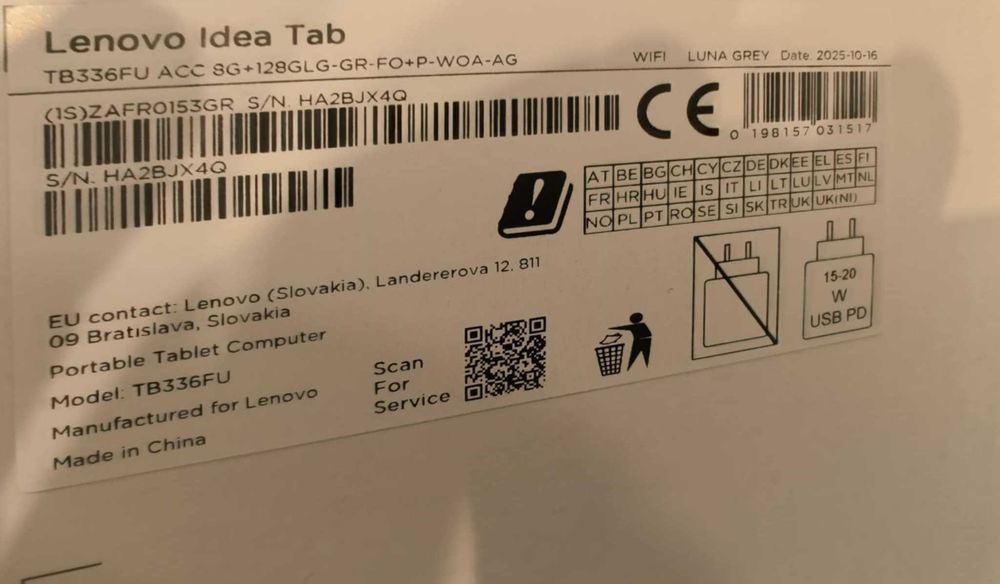 Lenovo Idea Tab
TB336FU ACC 8G+128GLG-GR-FO+P-WOA-AG WIFI LUNA GREY Date. 2025-10-16
(1S)ZAFR0153GR S/N. HA2BJX4Q
CE
0 198157 031517
S/N. HA2BJX4Q
AT BE BG CH CY CZ DE DK EE EL ES FI
FR HR HU IE IS IT LI LT LU LV MT NL
NO PL PT RO SE SI SK TR UK UK(NI)
EU contact: Lenovo (Slovakia), Landererova 12, 811
09 Bratislava, Slovakia
Portable Tablet Computer
Model: TB336FU
Manufactured for Lenovo
Made in China
Scan
For
Service
15-20
W
USB PD